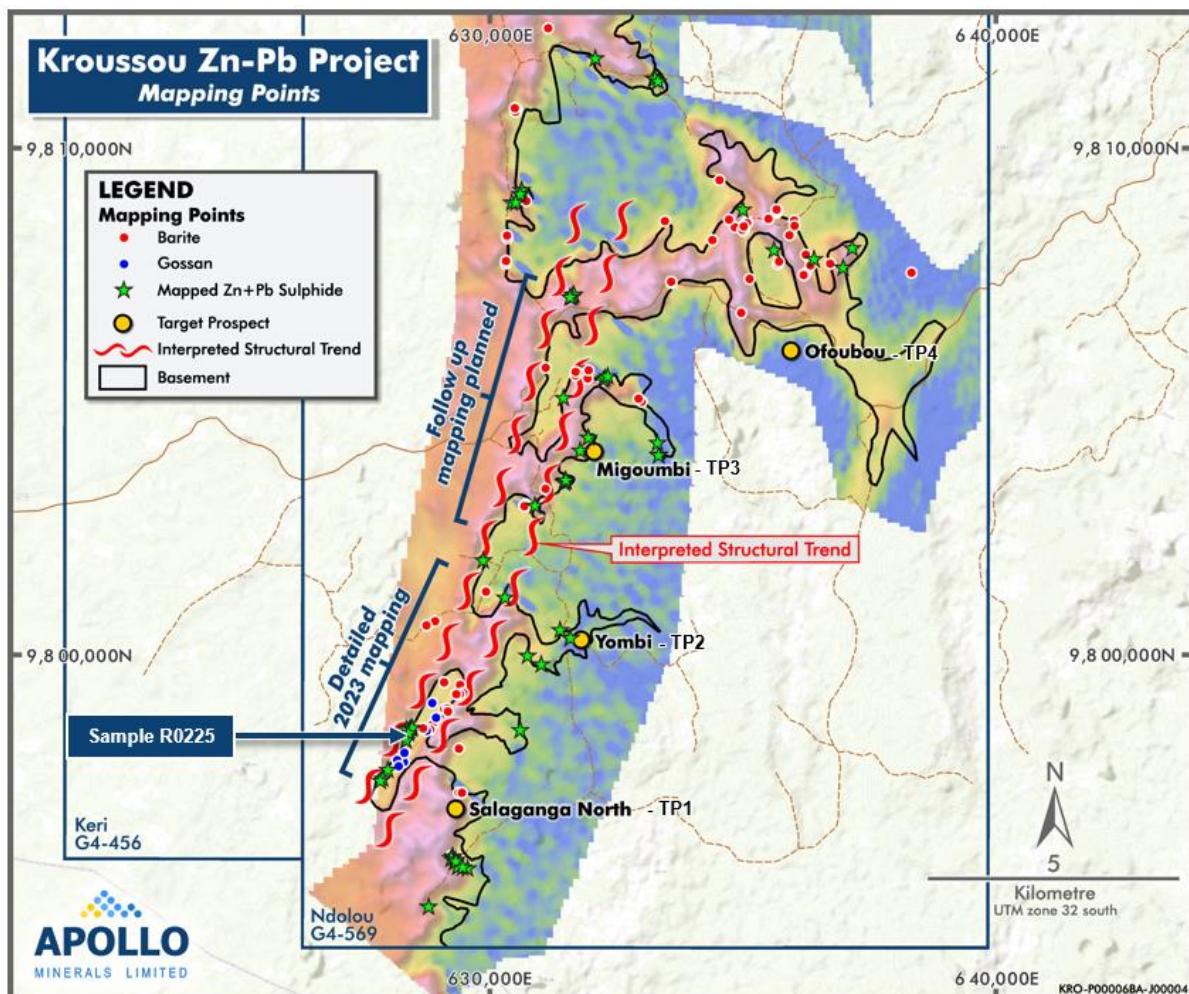 630,000E
640,000E
Kroussou Zn-Pb Project
Mapping Points
9,810,000N
9,810,000N
LEGEND
Mapping Points
Barite
Gossan
Mapped Zn+Pb Sulphide
Target Prospect
Interpreted Structural Trend
Basement
Follow up
mapping planned
Ofoubou - TP4
Migoumbi - TP3
Interpreted Structural Trend
Detailed
2023 mapping
Yombi - TP2
9,800,000N
9,800,000N
Sample R0225
Salaganga North - TP1
Keri
G4-456
N
5
Kilometre
UTM zone 32 south
Ndolou
G4-569
APOLLO
MINERALS LIMITED
630,000E
640,000E
KRO-P00006BA-J00004